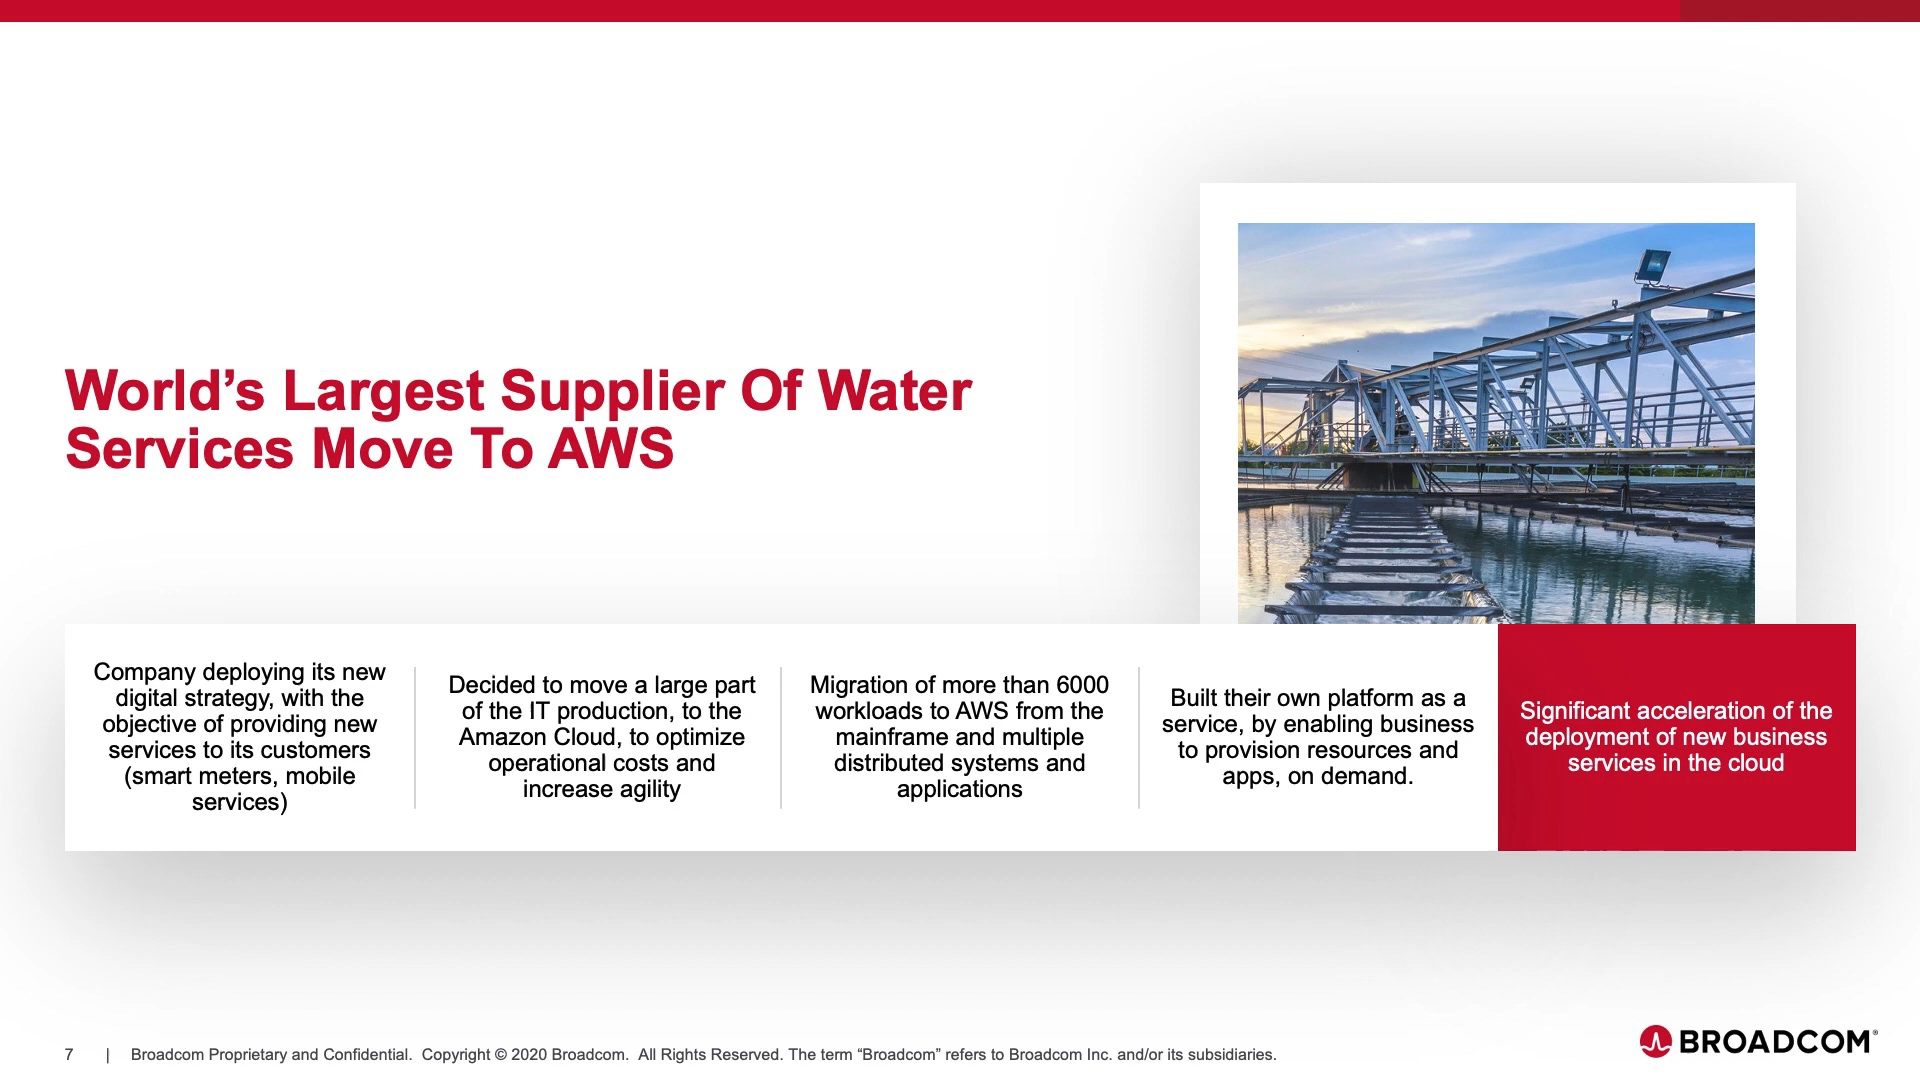 World’s Largest Supplier Of Water
Services Move To AWS
Company deploying its new
digital strategy, with the
objective of providing new
services to its customers
(smart meters, mobile
services)
Decided to move a large part
of the IT production, to the
Amazon Cloud, to optimize
operational costs and
increase agility
Migration of more than 6000
workloads to AWS from the
mainframe and multiple
distributed systems and
applications
Built their own platform as a
service, by enabling business
to provision resources and
apps, on demand.
Significant acceleration of the
deployment of new business
services in the cloud
7 | Broadcom Proprietary and Confidential. Copyright © 2020 Broadcom. All Rights Reserved. The term “Broadcom” refers to Broadcom Inc. and/or its subsidiaries.
BROADCOM®